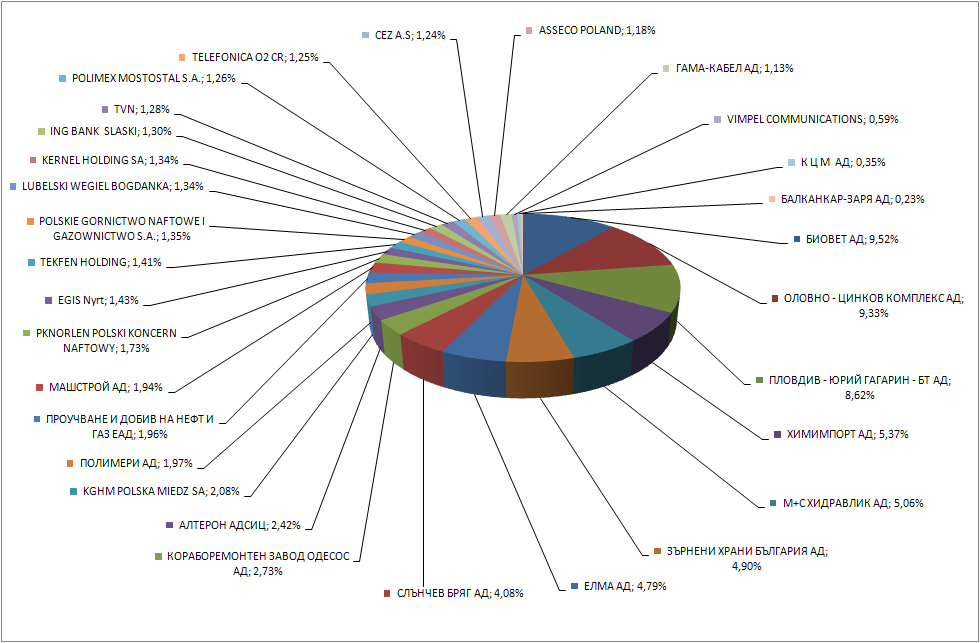 CEZ A.S; 1,24%
ASSECO POLAND; 1,18%
TELEFONICA O2 CR; 1,25%
ГАМА-КАБЕЛ АД; 1,13%
POLIMEX MOSTOSTAL S.A.; 1,26%
TVN; 1,28%
VIMPEL COMMUNICATIONS; 0,59%
ING BANK SLASKI; 1,30%
KERNEL HOLDING SA; 1,34%
К Ц М АД; 0,35%
LUBELSKI WEGIEL BOGDANKA; 1,34%
БАЛКАНКАР-ЗАРЯ АД; 0,23%
POLSKIE GORNICTWO NAFTOWE I
GAZOWNICTWO S.A.; 1,35%
БИОВЕТ АД; 9,52%
TEKFEN HOLDING; 1,41%
EGIS Nyrt; 1,43%
ОЛОВНО - ЦИНКОВ КОМПЛЕКС АД;
9,33%
PKNORLEN POLSKI KONCERN
NAFTOWY; 1,73%
МАШСТРОЙ АД; 1,94%
ПЛОВДИВ - ЮРИЙ ГАГАРИН - БТ АД;
8,62%
ПРОУЧВАНЕ И ДОБИВ НА НЕФТ И
ГАЗ ЕАД; 1,96%
ХИМИМПОРТ АД; 5,37%
ПОЛИМЕРИ АД; 1,97%
KGHM POLSKA MIEDZ SA; 2,08%
М+С ХИДРАВЛИК АД; 5,06%
АЛТЕРОН АДСИЦ; 2,42%
КОРАБОРЕМОНТЕН ЗАВОД ОДЕСОС
АД; 2,73%
ЗЪРНЕНИ ХРАНИ БЪЛГАРИЯ АД;
4,90%
ЕЛМА АД; 4,79%
СЛЪНЧЕВ БРЯГ АД; 4,08%